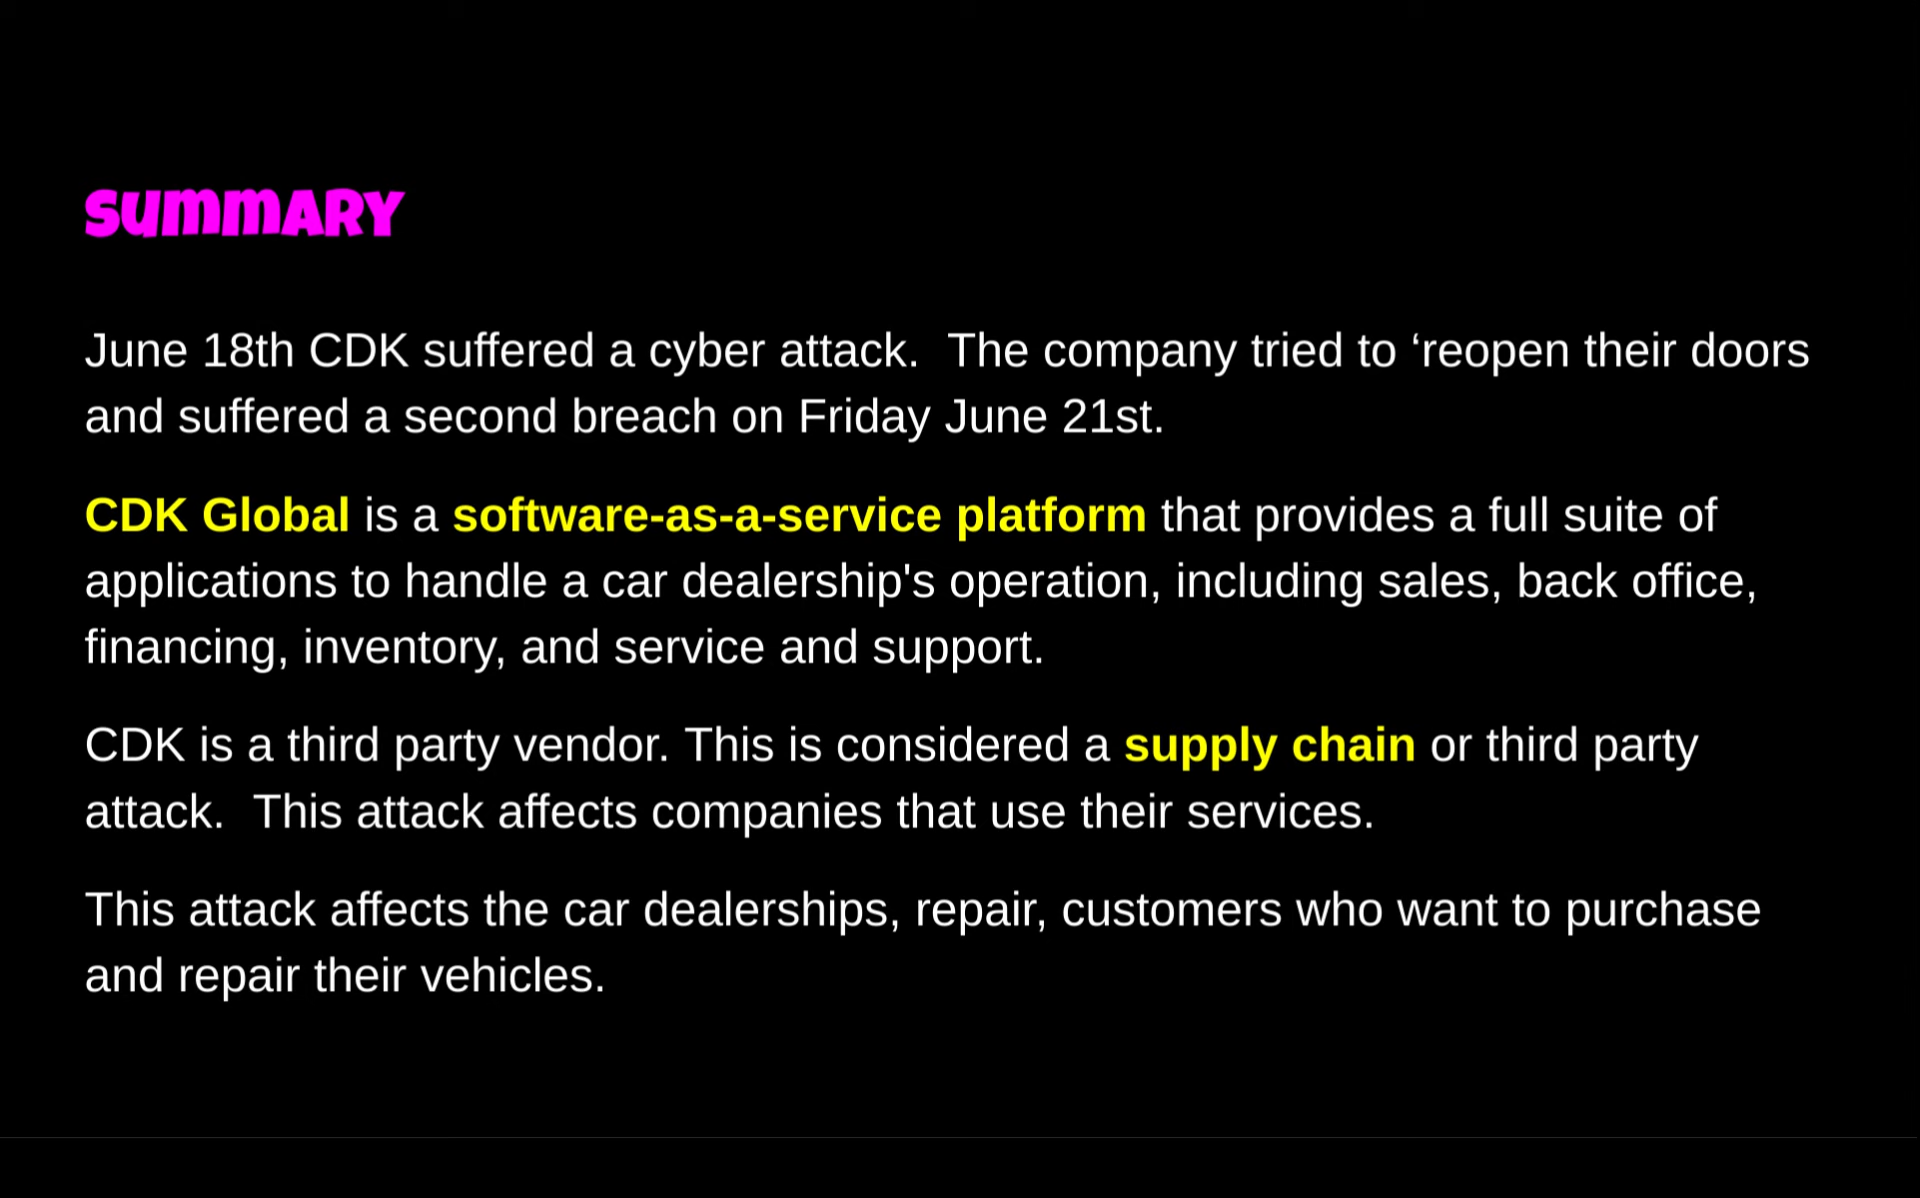 SUMMARY
June 18th CDK suffered a cyber attack.  The company tried to ‘reopen their doors
and suffered a second breach on Friday June 21st.
CDK Global is a software-as-a-service platform that provides a full suite of
applications to handle a car dealership's operation, including sales, back office,
financing, inventory, and service and support.
CDK is a third party vendor. This is considered a supply chain or third party
attack.  This attack affects companies that use their services.
This attack affects the car dealerships, repair, customers who want to purchase
and repair their vehicles.